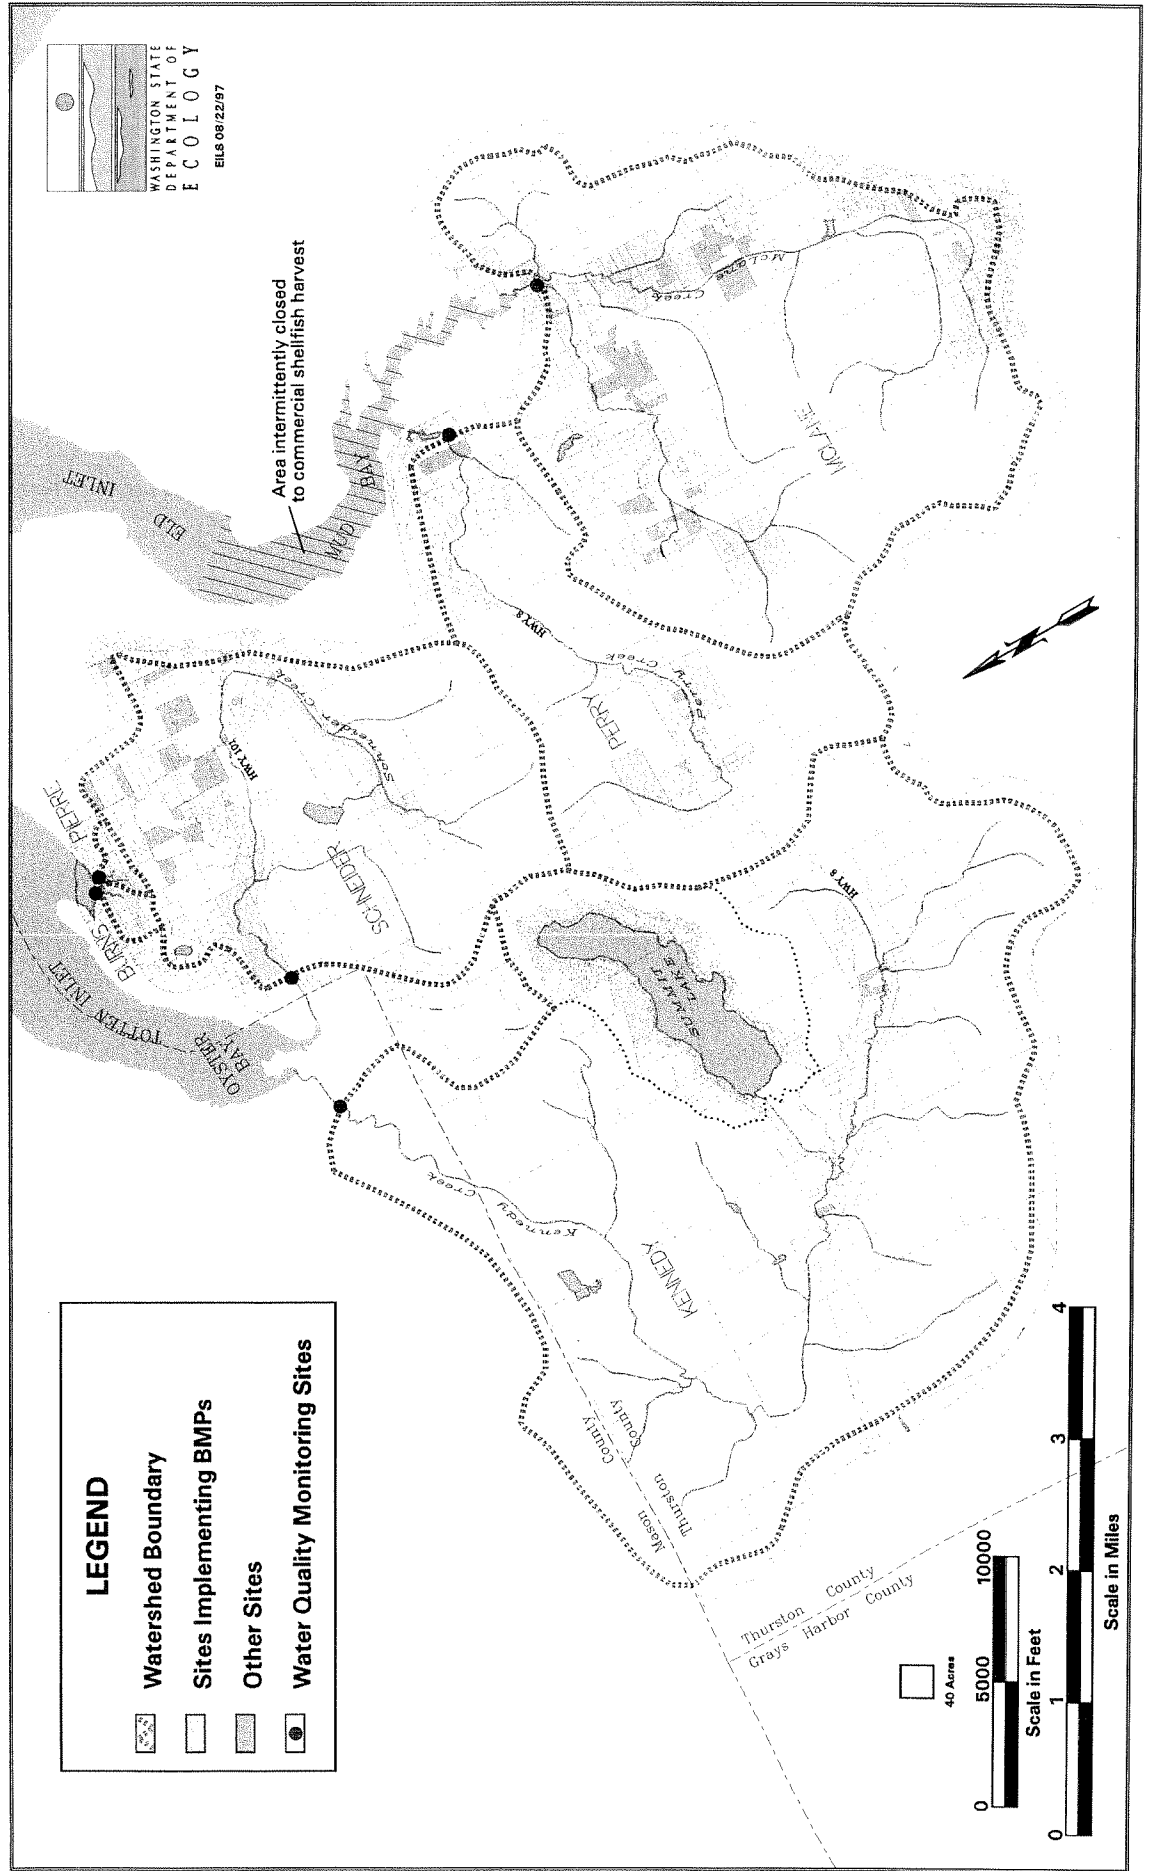 WASHINGTON STATE
DEPARTMENT OF
ECOLOGY
EILS 08/22/97
LEGEND
Watershed Boundary
Sites Implementing BMPs
Other Sites
Water Quality Monitoring Sites
TOTTEN INLET
OYSTER
BAY
BURNS
PIERRE
HWY 101
Schneider Creek
SCHNEIDER
ELD
INLET
MUD BAY
Area intermittently closed
to commercial shellfish harvest
HWY 8
PERRY
Perry Creek
McLane
Creek
MCLANE
SUMMIT
LAKE
HWY 8
Kennedy Creek
KENNEDY
Mason County
Thurston County
Thurston County
Grays Harbor County
40 Acres
0 5000 10000
Scale in Feet
0 1 2 3 4
Scale in Miles